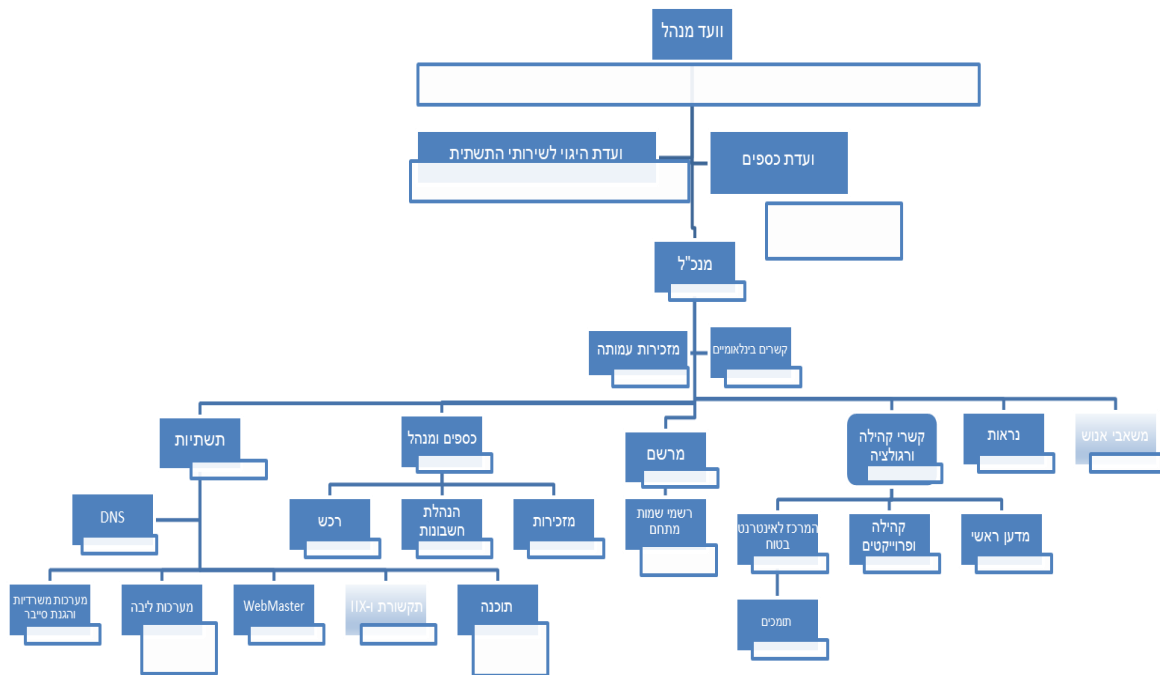 וועד מנהל
ועדת היגוי לשירותי התשתית
ועדת כספים
מנכ"ל
מזכירות עמותה
קשרים בינלאומיים
תשתיות
כספים ומנהל
מרשם
קשרי קהילה
ורגולציה
נראות
משאבי אנוש
DNS
רכש
הנהלת
חשבונות
מזכירות
רשמי שמות
מתחם
המרכז לאינטרנט
בטוח
קהילה
ופרוייקטים
מדען ראשי
מערכות משרדיות
והגנת סייבר
מערכות ליבה
WebMaster
תקשורת ו-IIX
תוכנה
תומכים